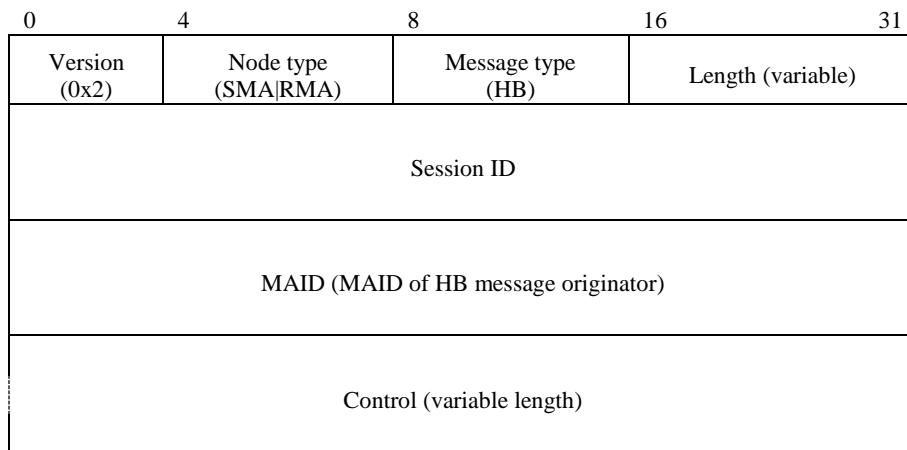 0 4 8 16 31
Version Node type Message type Length (variable)
(0x2) (SMA|RMA) (HB)
Session ID
MAID (MAID of HB message originator)
Control (variable length)